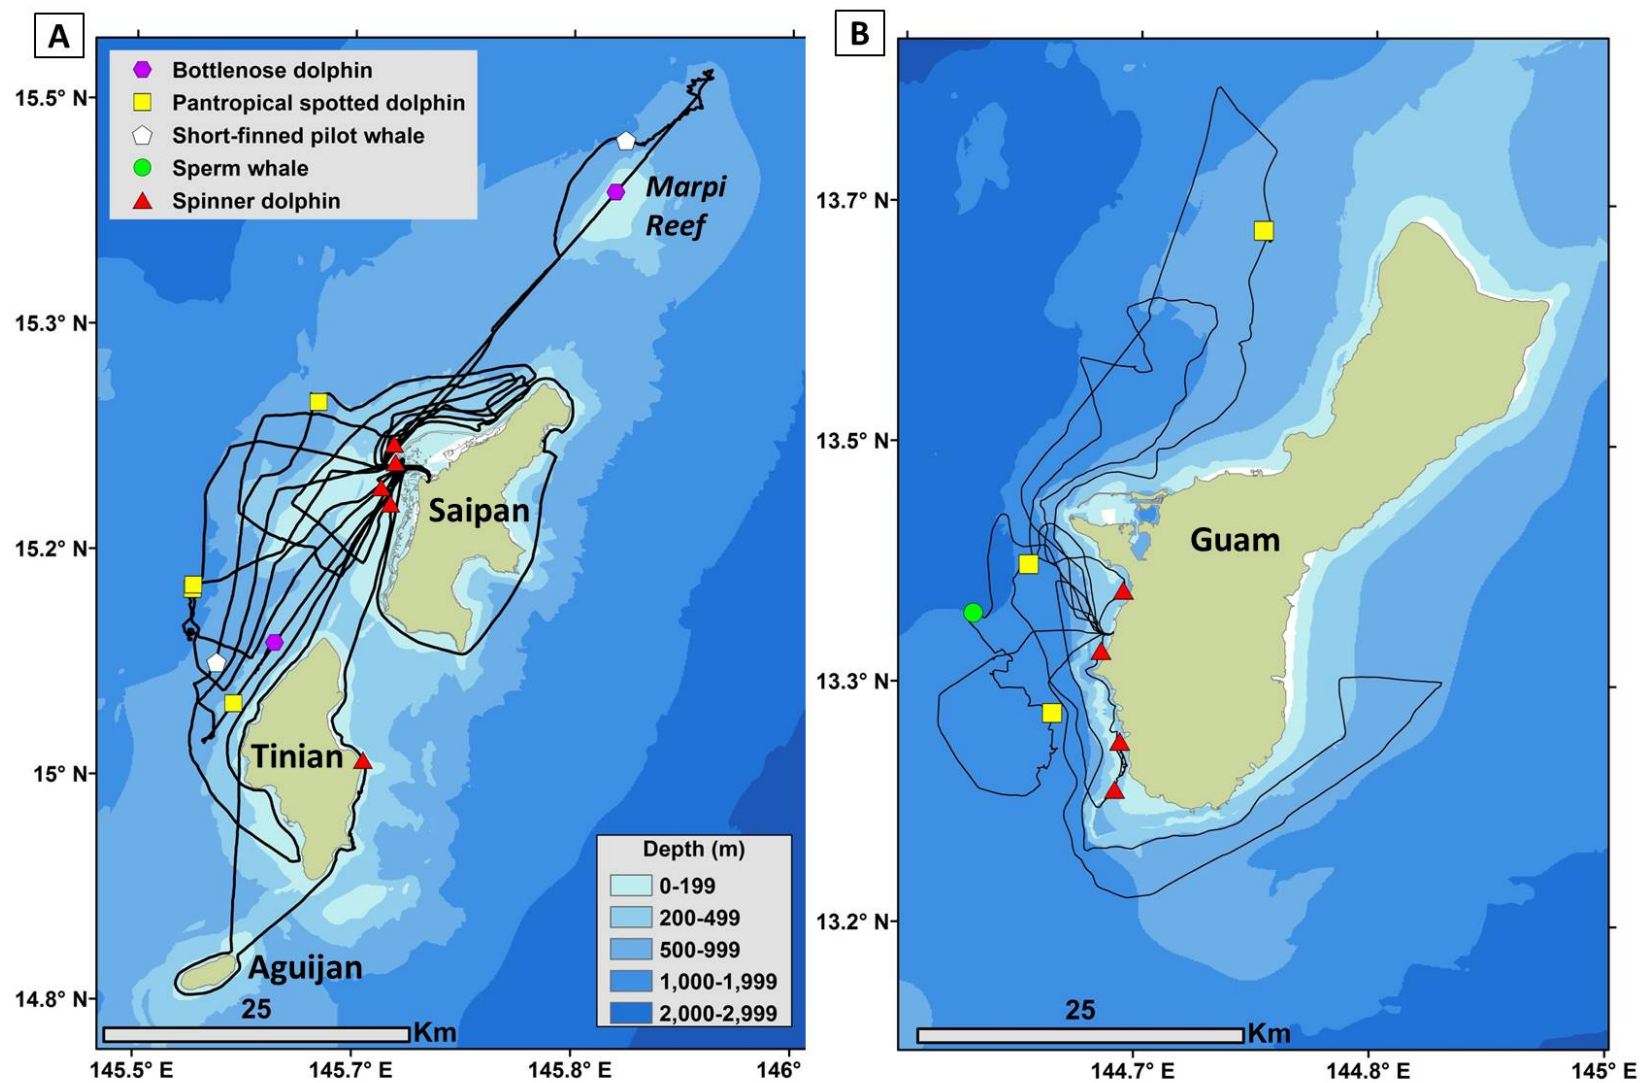 A
Bottlenose dolphin
Pantropical spotted dolphin
Short-finned pilot whale
Sperm whale
Spinner dolphin
15.5° N
15.3° N
15.2° N
15° N
14.8° N
Marpi
Reef
Saipan
Tinian
Aguijan
Depth (m)
0-199
200-499
500-999
1,000-1,999
2,000-2,999
25
Km
145.5° E
145.7° E
145.8° E
146°
B
13.7° N
13.5° N
13.3° N
13.2° N
Guam
25
Km
144.7° E
144.8° E
145° E